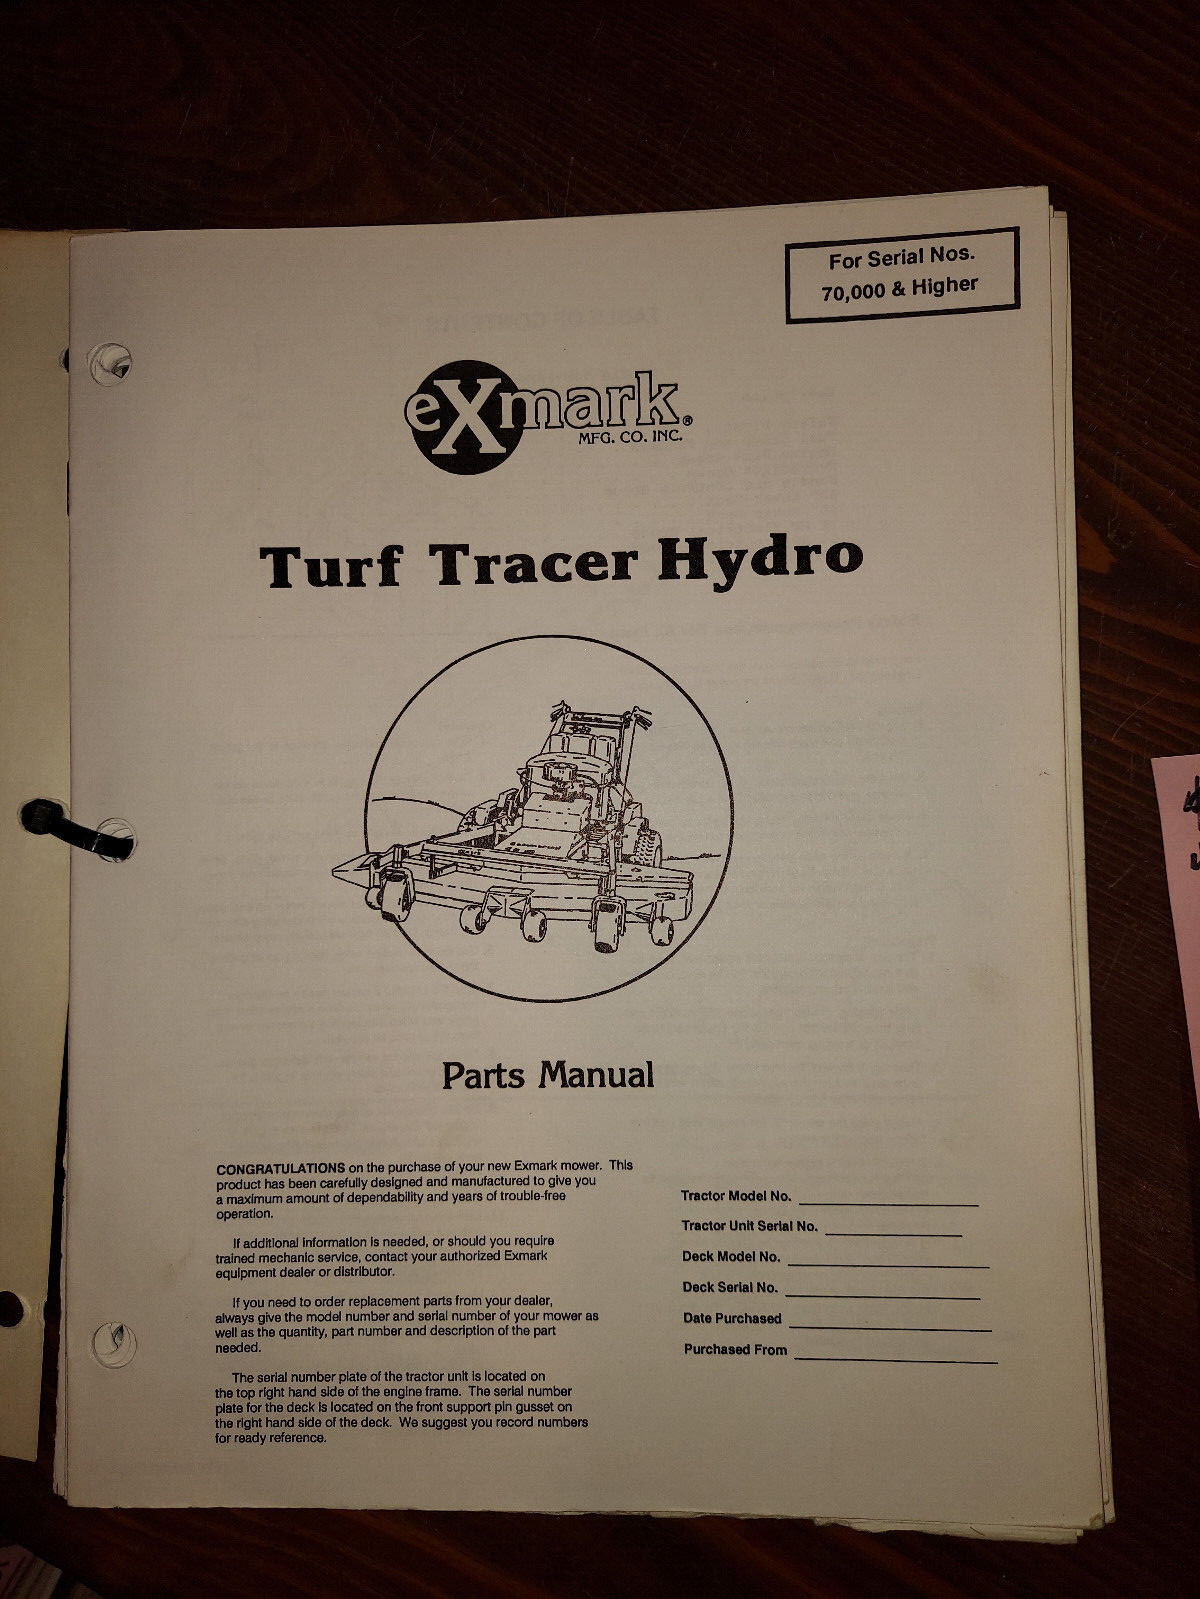 For Serial Nos.
70,000 & Higher
eXmark®
MFG. CO. INC.
Turf Tracer Hydro
Parts Manual
CONGRATULATIONS on the purchase of your new Exmark mower. This
product has been carefully designed and manufactured to give you
a maximum amount of dependability and years of trouble-free
operation.
If additional information is needed, or should you require
trained mechanic service, contact your authorized Exmark
equipment dealer or distributor.
If you need to order replacement parts from your dealer,
always give the model number and serial number of your mower as
well as the quantity, part number and description of the part
needed.
The serial number plate of the tractor unit is located on
the top right hand side of the engine frame. The serial number
plate for the deck is located on the front support pin gusset on
the right hand side of the deck. We suggest you record numbers
for ready reference.
Tractor Model No.
Tractor Unit Serial No.
Deck Model No.
Deck Serial No.
Date Purchased
Purchased From